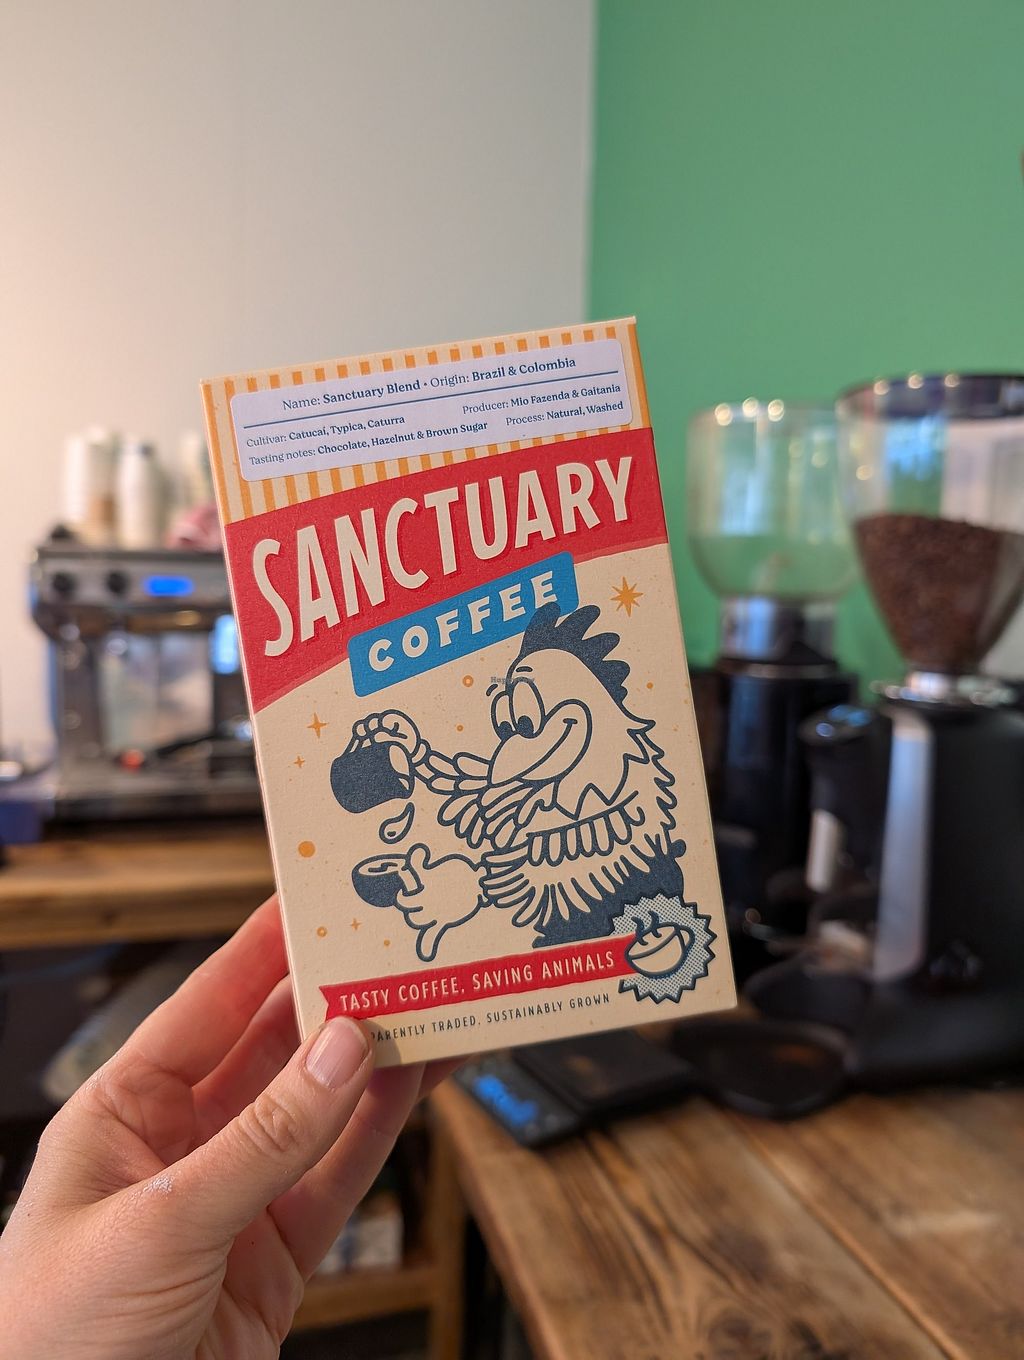 Name: Sanctuary Blend • Origin: Brazil & Colombia
Cultivar: Catucai, Typica, Caturra Producer: Mio Fazenda & Gaitania
Tasting notes: Chocolate, Hazelnut & Brown Sugar Process: Natural, Washed
SANCTUARY
COFFEE
TASTY COFFEE, SAVING ANIMALS
PARENTLY TRADED, SUSTAINABLY GROWN